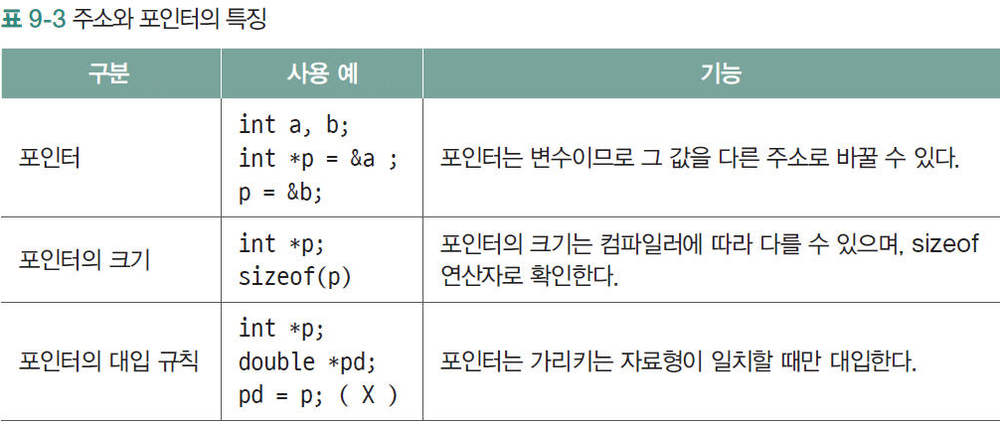 표 9-3 주소와 포인터의 특징
구분 사용 예 기능
포인터
int a, b;
int *p = &a ;
p = &b;
포인터는 변수이므로 그 값을 다른 주소로 바꿀 수 있다.
포인터의 크기
int *p;
sizeof(p)
포인터의 크기는 컴파일러에 따라 다를 수 있으며, sizeof
연산자로 확인한다.
포인터의 대입 규칙
int *p;
double *pd;
pd = p; ( X )
포인터는 가리키는 자료형이 일치할 때만 대입한다.